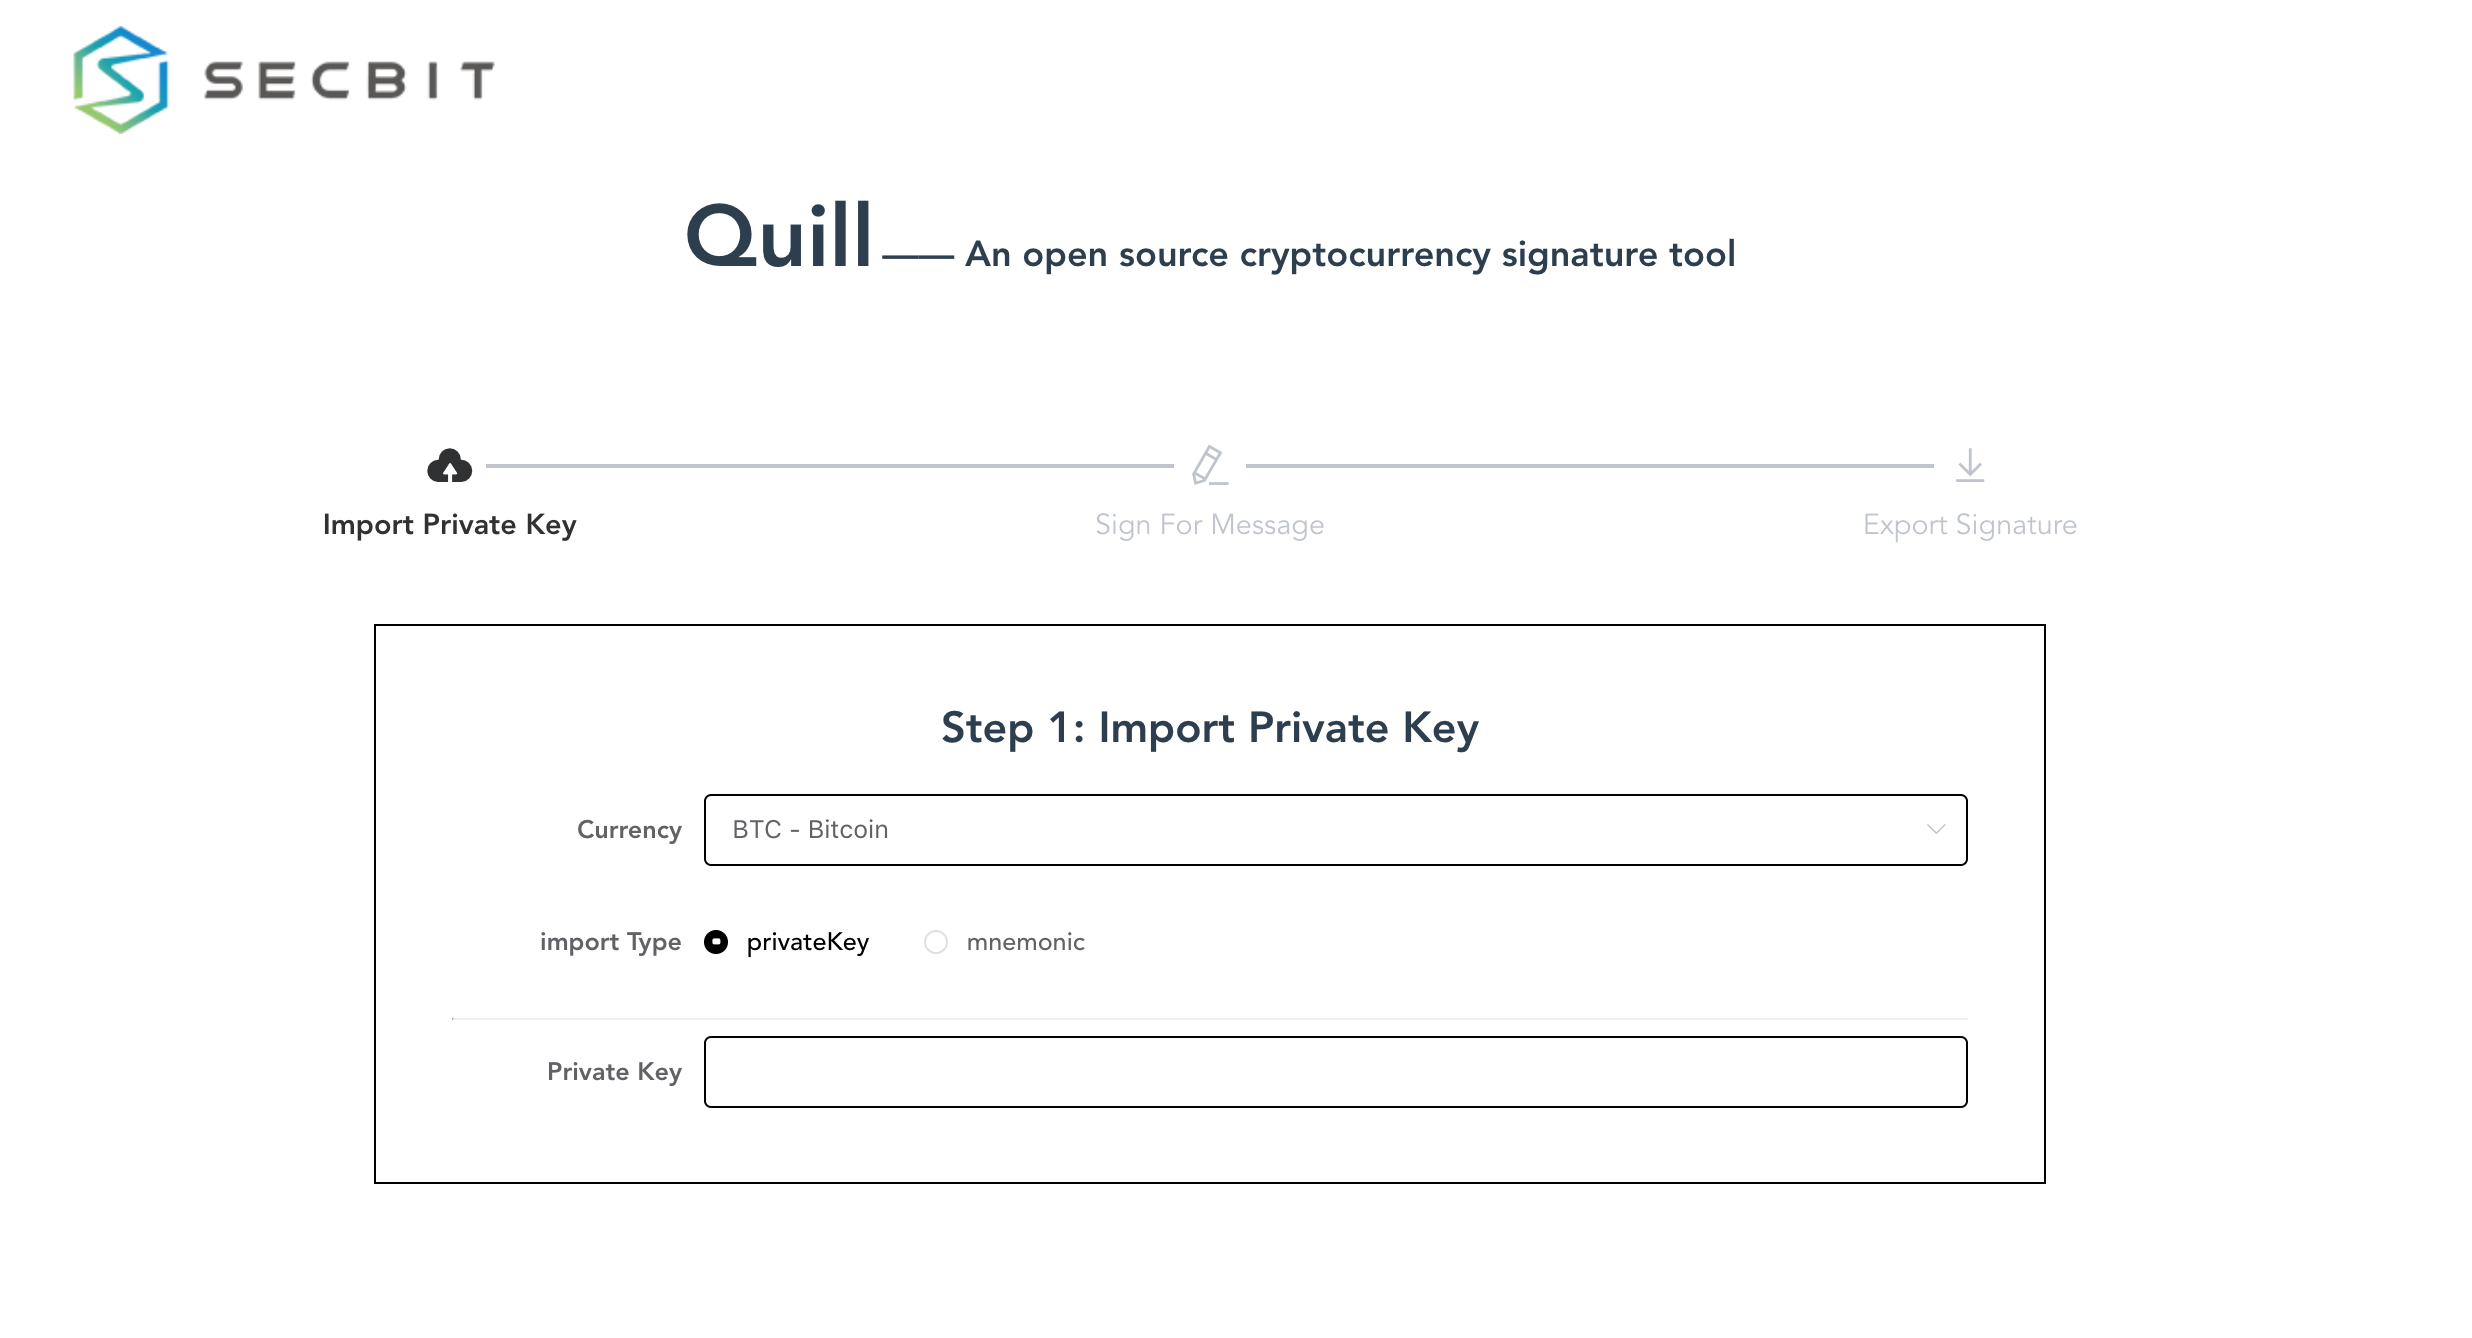 SECBIT
Quill —— An open source cryptocurrency signature tool
Import Private Key
Sign For Message
Export Signature
Step 1: Import Private Key
Currency
BTC - Bitcoin
import Type
privateKey
mnemonic
Private Key